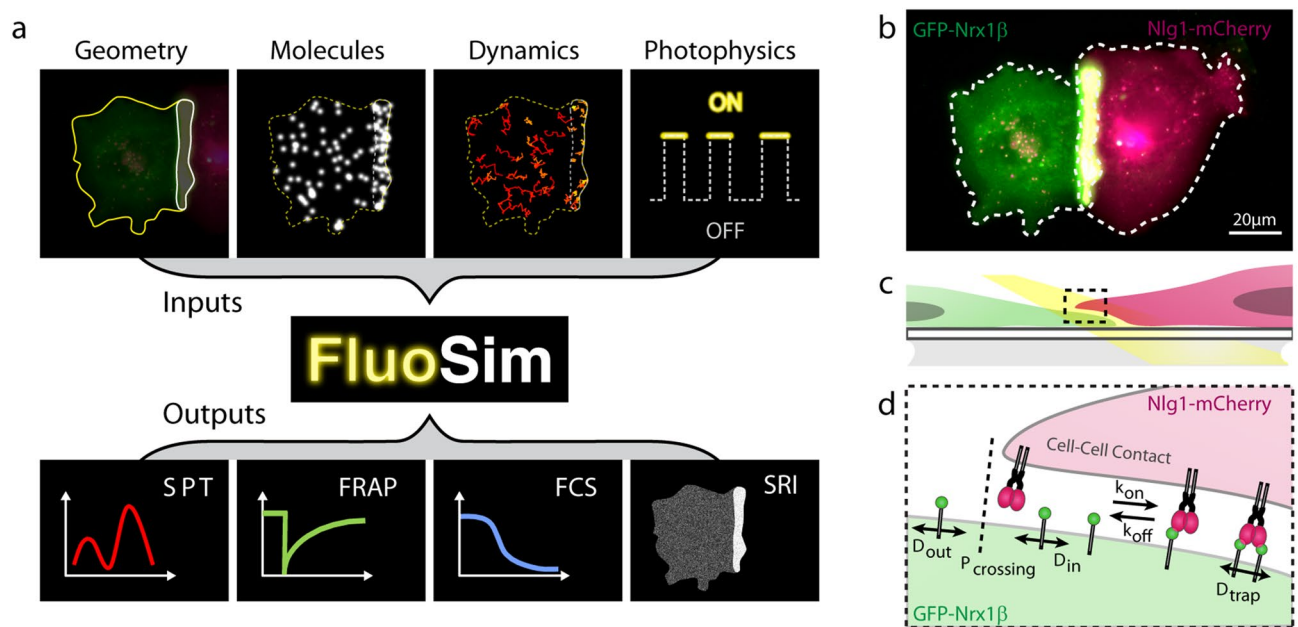 a
Geometry
Molecules
Dynamics
Photophysics
ON
OFF
Inputs
FluoSim
Outputs
SPT
FRAP
FCS
SRI
b
GFP-Nrx1β
Nlg1-mCherry
20µm
c
d
Nlg1-mCherry
Cell-Cell Contact
kon
koff
Dout
Pcrossing
Din
Dtrap
GFP-Nrx1β